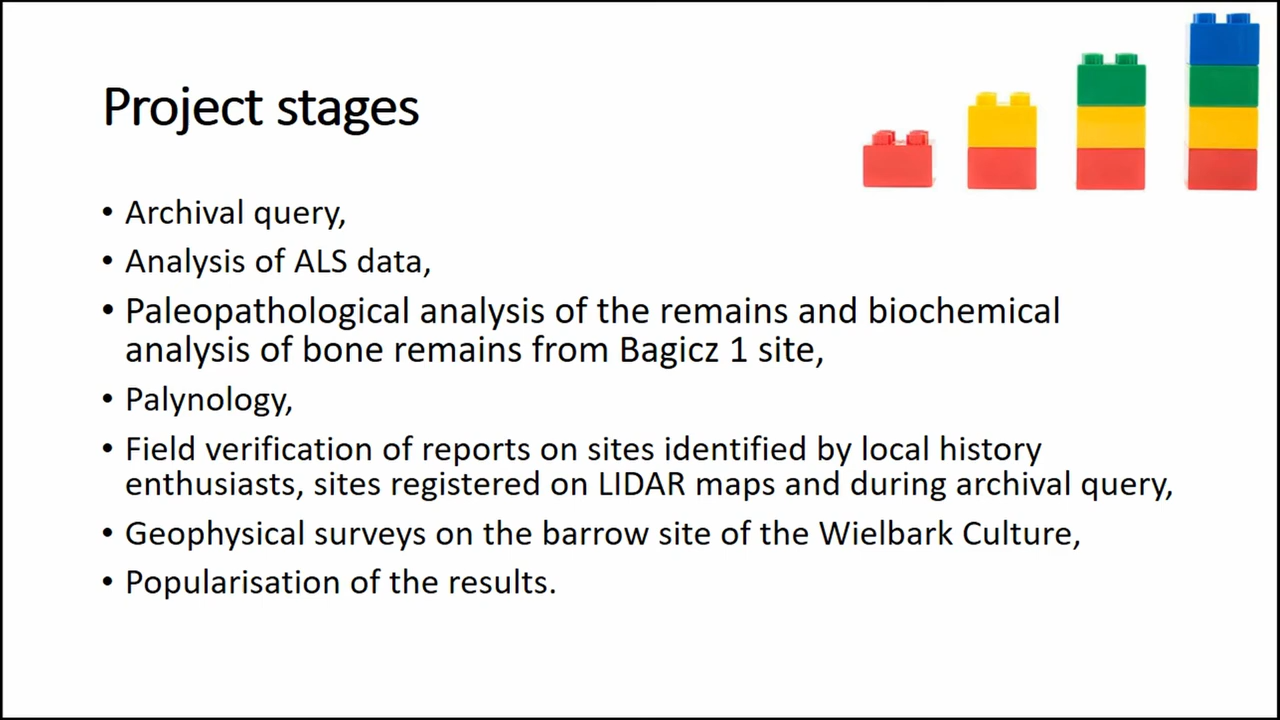 Project stages
• Archival query,
• Analysis of ALS data,
• Paleopathological analysis of the remains and biochemical
analysis of bone remains from Bagicz 1 site,
• Palynology,
• Field verification of reports on sites identified by local history
enthusiasts, sites registered on LIDAR maps and during archival query,
• Geophysical surveys on the barrow site of the Wielbark Culture,
• Popularisation of the results.